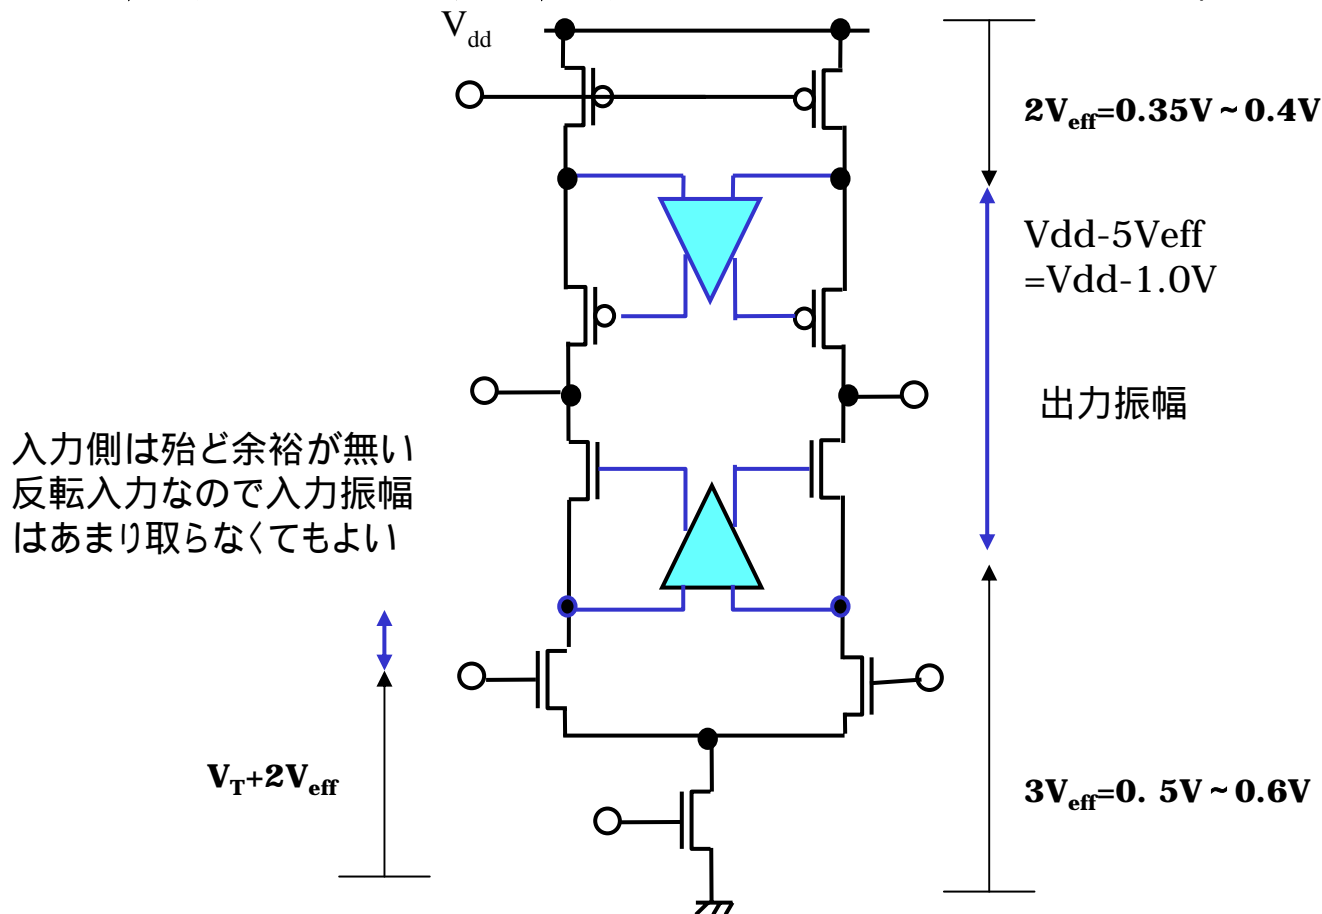 Vdd
2Veff=0.35V~0.4V
Vdd-5Veff
=Vdd-1.0V
出力振幅
入力側は殆ど余裕が無い
反転入力なので入力振幅
はあまり取らなくてもよい
VT+2Veff
3Veff=0. 5V~0.6V